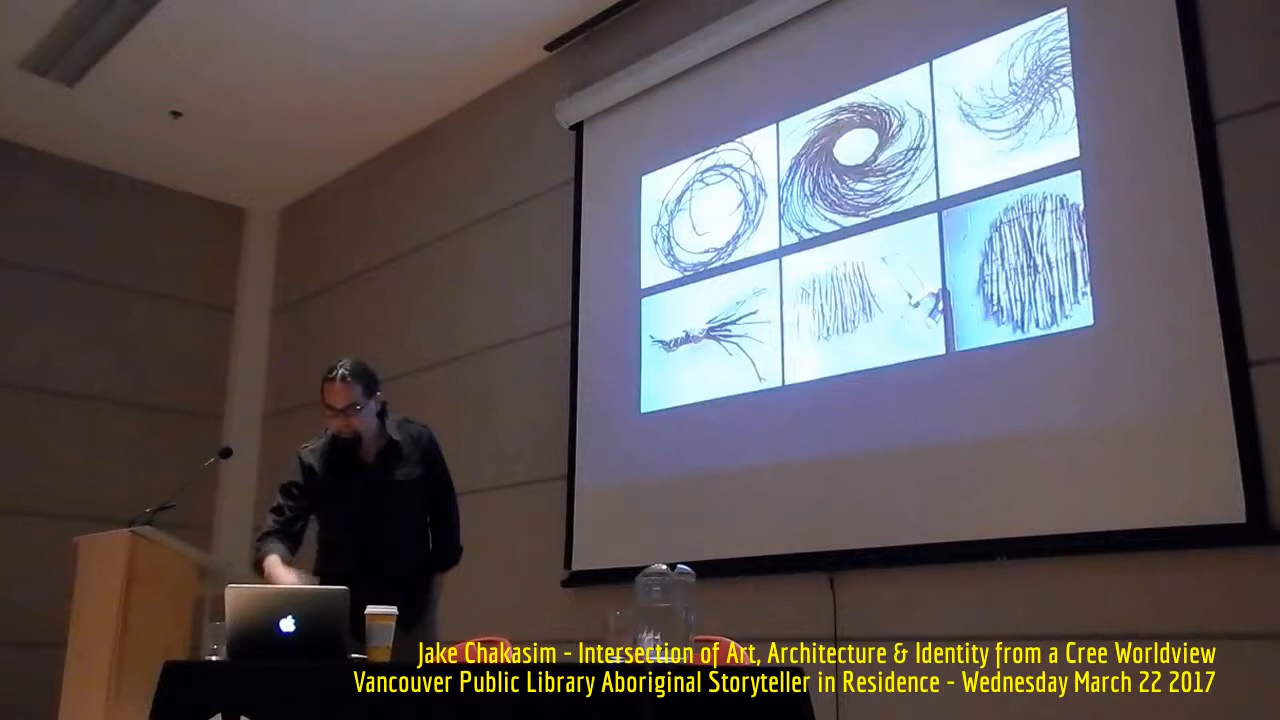 Jake Chakasim - Intersection of Art, Architecture & Identity from a Cree Worldview
Vancouver Public Library Aboriginal Storyteller in Residence - Wednesday March 22 2017